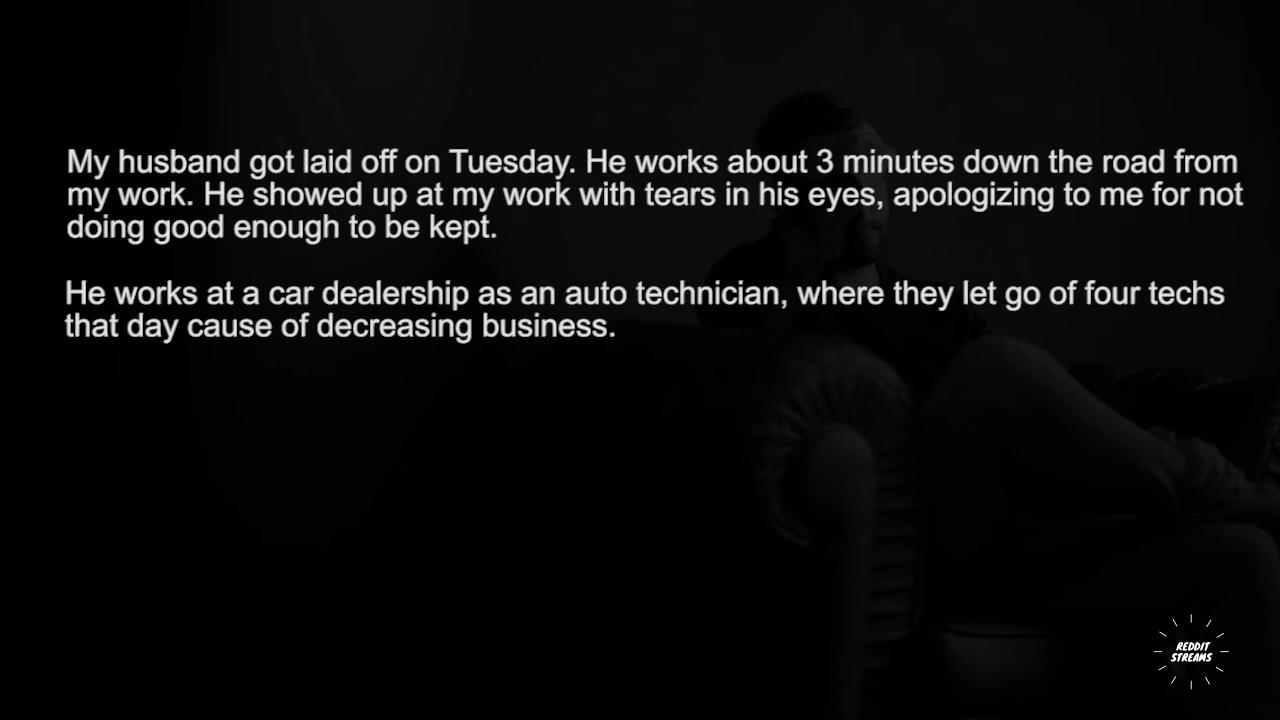 My husband got laid off on Tuesday. He works about 3 minutes down the road from
my work. He showed up at my work with tears in his eyes, apologizing to me for not
doing good enough to be kept.
He works at a car dealership as an auto technician, where they let go of four techs
that day cause of decreasing business.
REDDIT
STREAMS